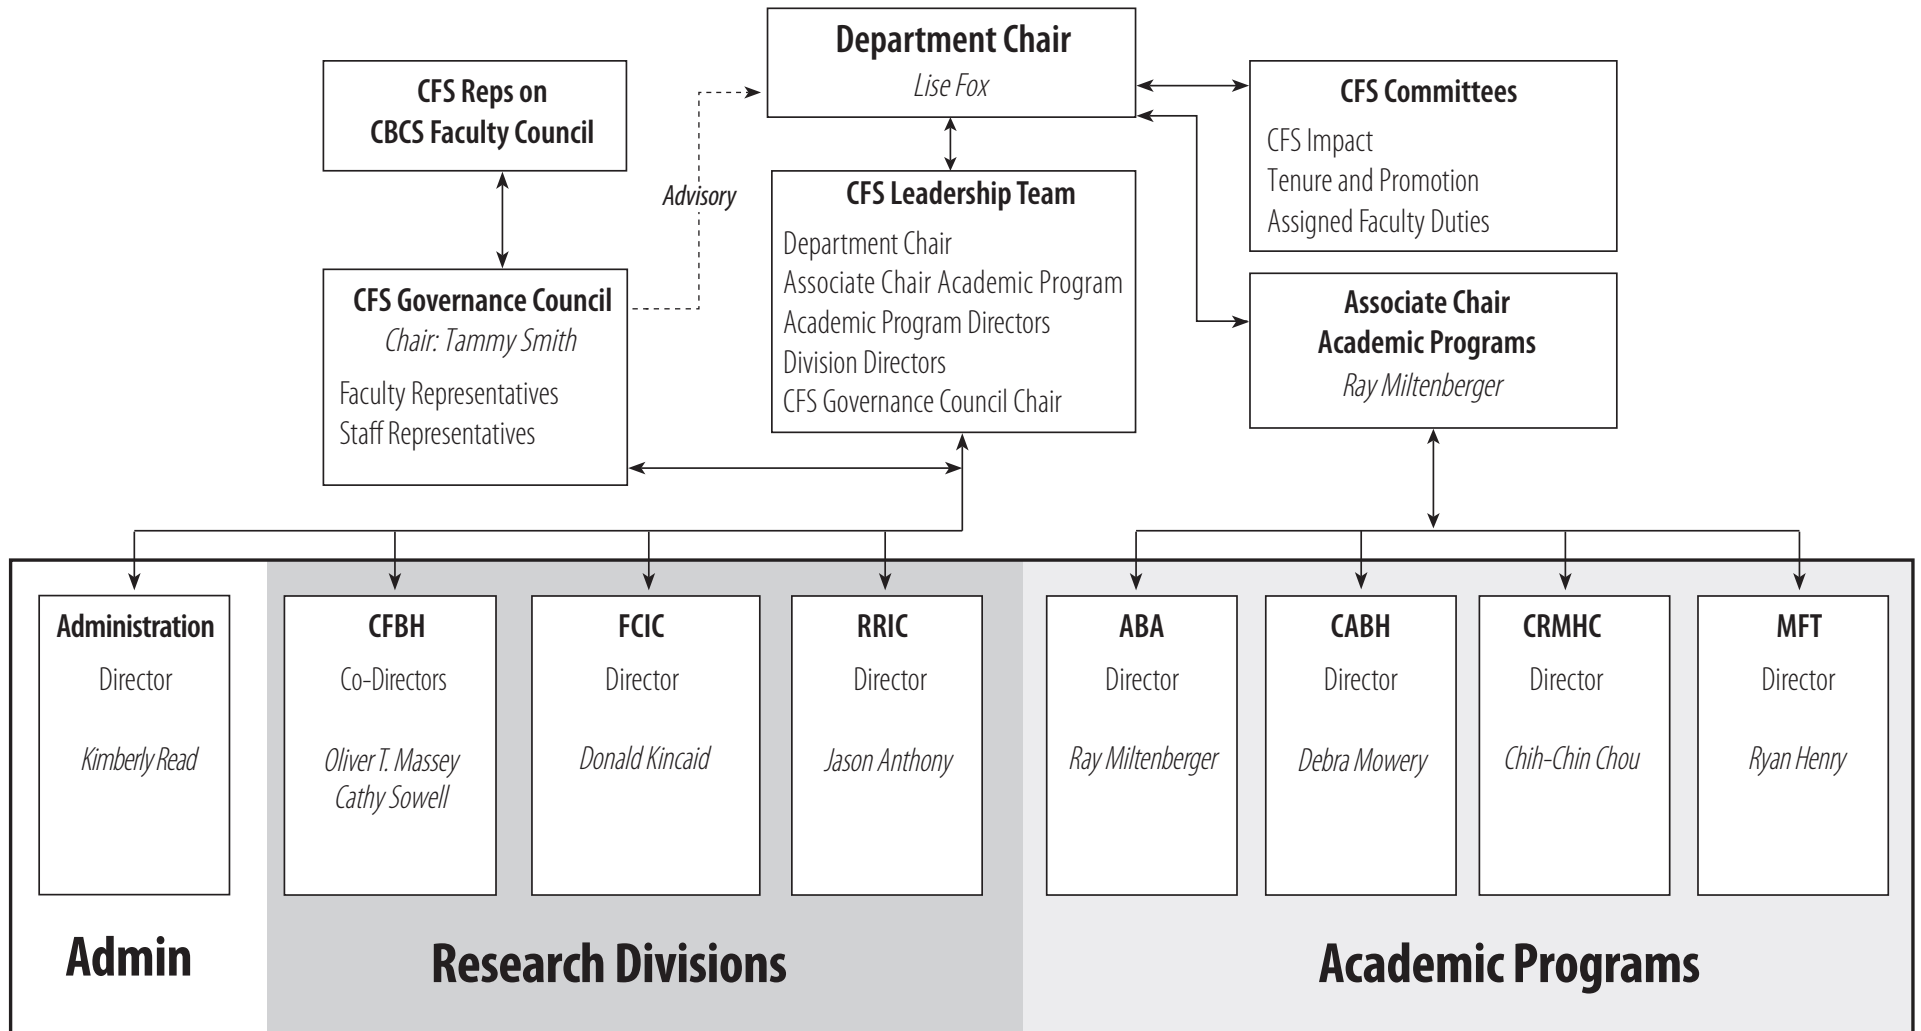 Department Chair
Lise Fox
CFS Reps on
CBCS Faculty Council
CFS Committees
CFS Impact
Tenure and Promotion
Assigned Faculty Duties
Advisory
CFS Leadership Team
Department Chair
Associate Chair Academic Program
Academic Program Directors
Division Directors
CFS Governance Council Chair
CFS Governance Council
Chair: Tammy Smith
Faculty Representatives
Staff Representatives
Associate Chair
Academic Programs
Ray Miltenberger
Administration
Director
Kimberly Read
CFBH
Co-Directors
Oliver T. Massey
Cathy Sowell
FCIC
Director
Donald Kincaid
RRIC
Director
Jason Anthony
ABA
Director
Ray Miltenberger
CABH
Director
Debra Mowery
CRMHC
Director
Chih-Chin Chou
MFT
Director
Ryan Henry
Admin
Research Divisions
Academic Programs